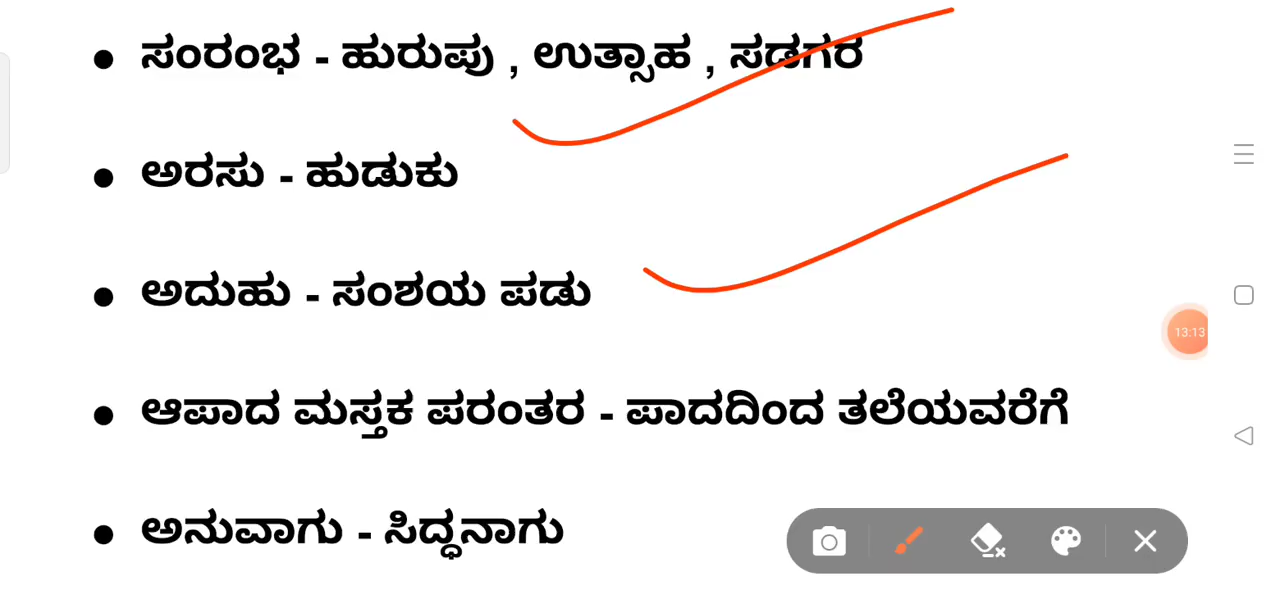 • ಸಂರಂಭ - ಹುರುಪು , ಉತ್ಸಾಹ , ಸಡಗರ
• ಅರಸು - ಹುಡುಕು
• ಅದುಹು - ಸಂಶಯ ಪಡು
• ಆಪಾದ ಮಸ್ತಕ ಪರಂತರ - ಪಾದದಿಂದ ತಲೆಯವರೆಗೆ
• ಅನುವಾಗು - ಸಿದ್ಧನಾಗು
13:13